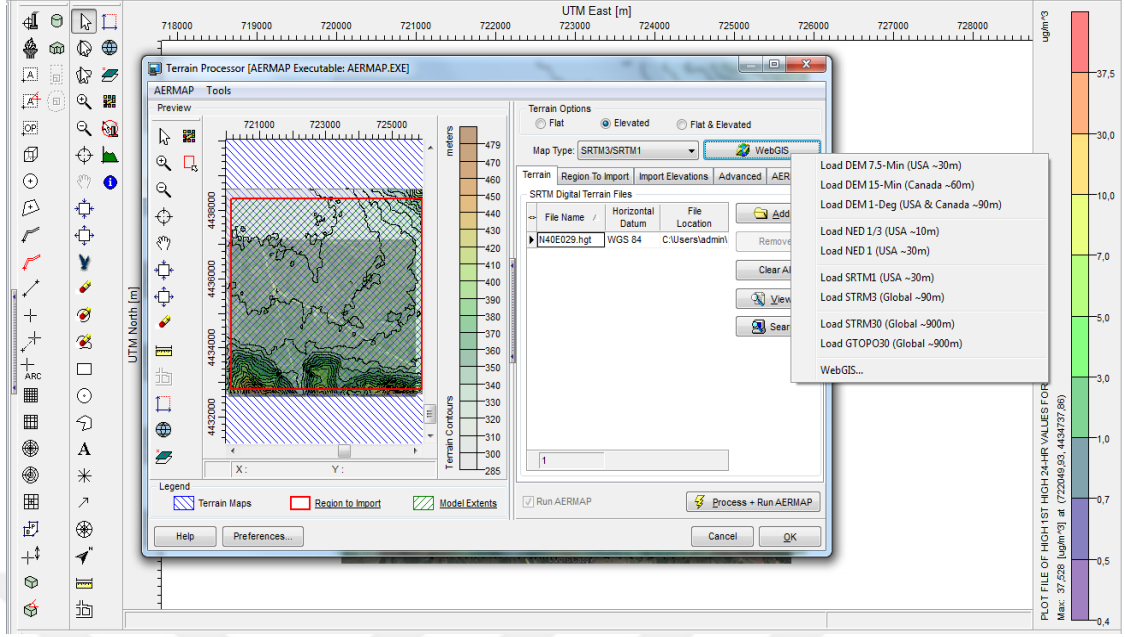 UTM East [m]
718000 719000 720000 721000 722000 723000 724000 725000 726000 727000 728000
UTM North [m]
A
A
OP
ARC
A
Terrain Processor [AERMAP Executable: AERMAP.EXE]
AERMAP Tools
Preview
721000 723000 725000
4438000
4436000
4434000
4432000
X : Y :
meters
479
470
460
450
440
430
420
410
400
390
380
370
360
350
340
330
320
310
300
285
Terrain Contours
Legend
Terrain Maps Region to Import Model Extents
Help Preferences...
Terrain Options
Flat Elevated Flat & Elevated
Map Type: SRTM3/SRTM1 WebGIS
Terrain Region To Import Import Elevations Advanced AER
SRTM Digital Terrain Files
<> File Name / Horizontal Datum File Location
N40E029.hgt WGS 84 C:\Users\admin\
Add
Remove
Clear Al
View
Sear
1
Run AERMAP Process + Run AERMAP
Cancel OK
Load DEM 7.5-Min (USA ~30m)
Load DEM 15-Min (Canada ~60m)
Load DEM 1-Deg (USA & Canada ~90m)
Load NED 1/3 (USA ~10m)
Load NED 1 (USA ~30m)
Load SRTM1 (USA ~30m)
Load STRM3 (Global ~90m)
Load STRM30 (Global ~900m)
Load GTOPO30 (Global ~900m)
WebGIS...
ug/m^3
37,5
30,0
10,0
7,0
5,0
3,0
1,0
0,7
0,5
0,4
PLOT FILE OF HIGH 1ST HIGH 24-HR VALUES FOR
Max: 37,528 [ug/m^3] at (722049,93, 4434737,86)